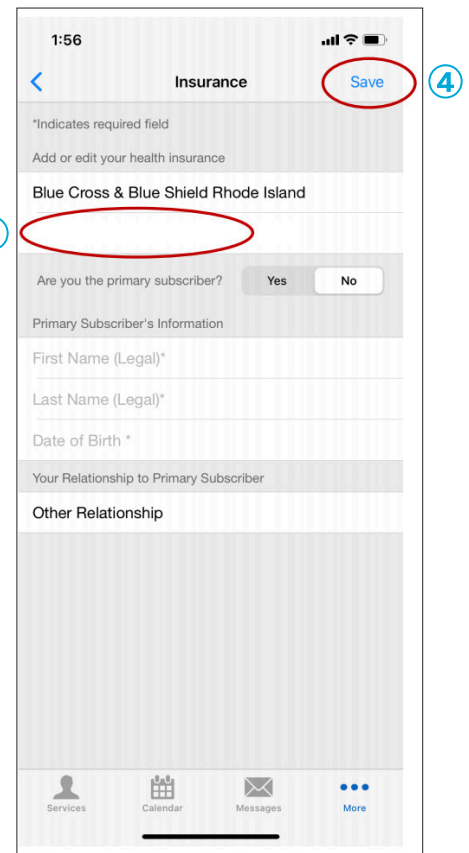 1:56
Insurance
Save
4
*Indicates required field
Add or edit your health insurance
Blue Cross & Blue Shield Rhode Island
Are you the primary subscriber? Yes No
Primary Subscriber's Information
First Name (Legal)*
Last Name (Legal)*
Date of Birth *
Your Relationship to Primary Subscriber
Other Relationship
Services Calendar Messages More